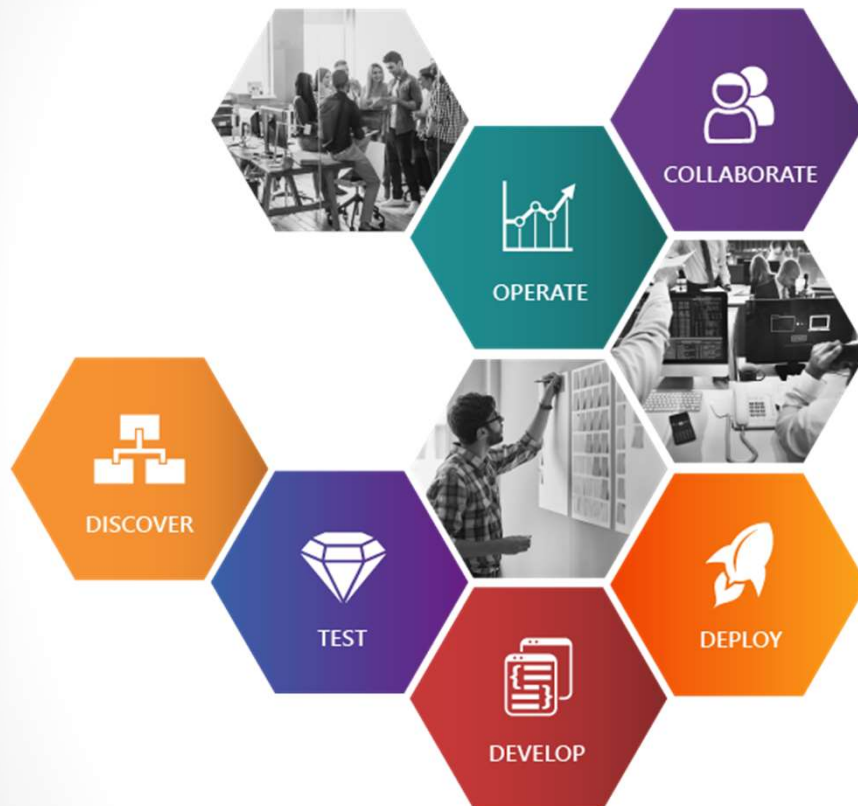 COLLABORATE
OPERATE
DISCOVER
TEST
DEPLOY
DEVELOP